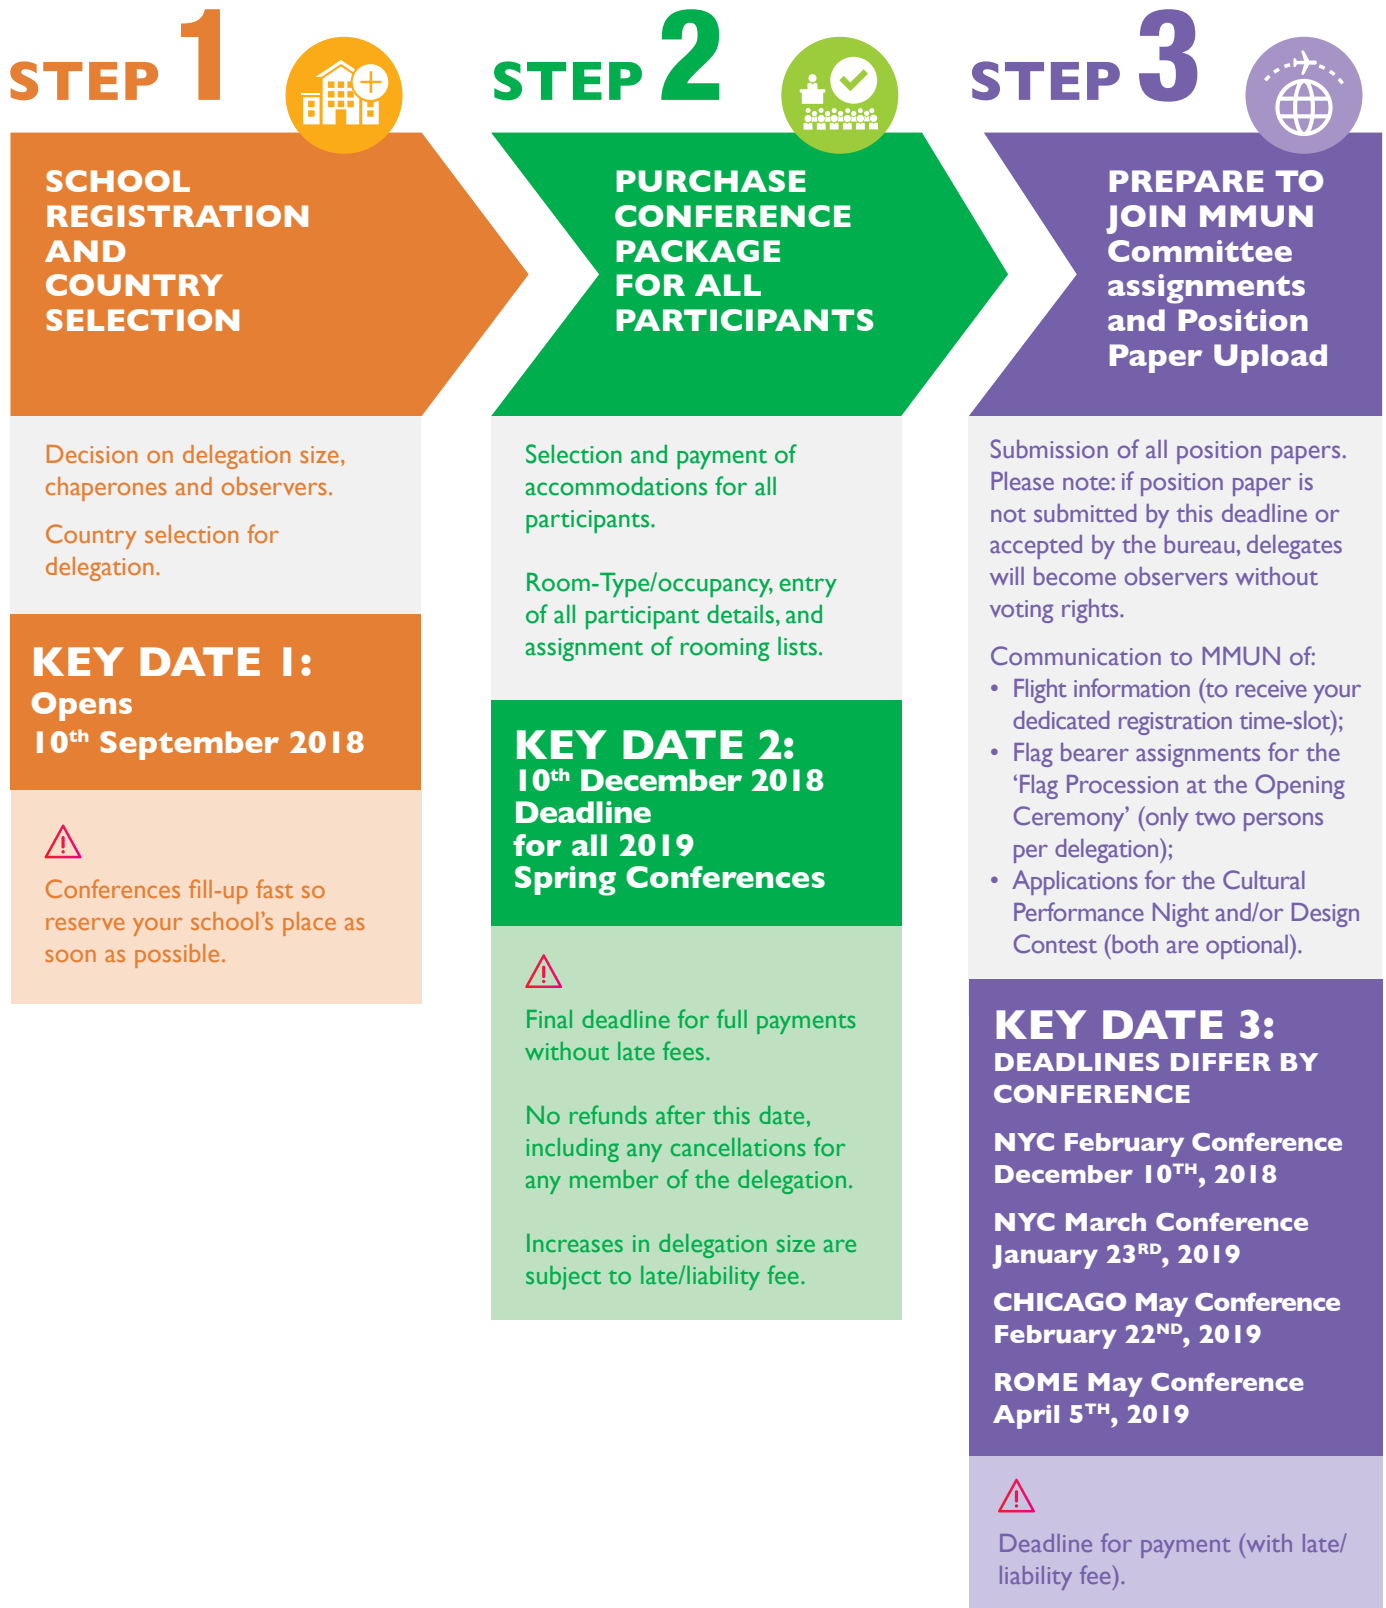 STEP 1
SCHOOL
REGISTRATION
AND
COUNTRY
SELECTION
Decision on delegation size,
chaperones and observers.
Country selection for
delegation.
KEY DATE 1:
Opens
10th September 2018
Conferences fill-up fast so
reserve your school's place as
soon as possible.
STEP 2
PURCHASE
CONFERENCE
PACKAGE
FOR ALL
PARTICIPANTS
Selection and payment of
accommodations for all
participants.
Room-Type/occupancy, entry
of all participant details, and
assignment of rooming lists.
KEY DATE 2:
10th December 2018
Deadline
for all 2019
Spring Conferences
Final deadline for full payments
without late fees.
No refunds after this date,
including any cancellations for
any member of the delegation.
Increases in delegation size are
subject to late/liability fee.
STEP 3
PREPARE TO
JOIN MMUN
Committee
assignments
and Position
Paper Upload
Submission of all position papers.
Please note: if position paper is
not submitted by this deadline or
accepted by the bureau, delegates
will become observers without
voting rights.
Communication to MMUN of:
• Flight information (to receive your
dedicated registration time-slot);
• Flag bearer assignments for the
‘Flag Procession at the Opening
Ceremony’ (only two persons
per delegation);
• Applications for the Cultural
Performance Night and/or Design
Contest (both are optional).
KEY DATE 3:
DEADLINES DIFFER BY
CONFERENCE
NYC February Conference
December 10TH, 2018
NYC March Conference
January 23RD, 2019
CHICAGO May Conference
February 22ND, 2019
ROME May Conference
April 5TH, 2019
Deadline for payment (with late/
liability fee).